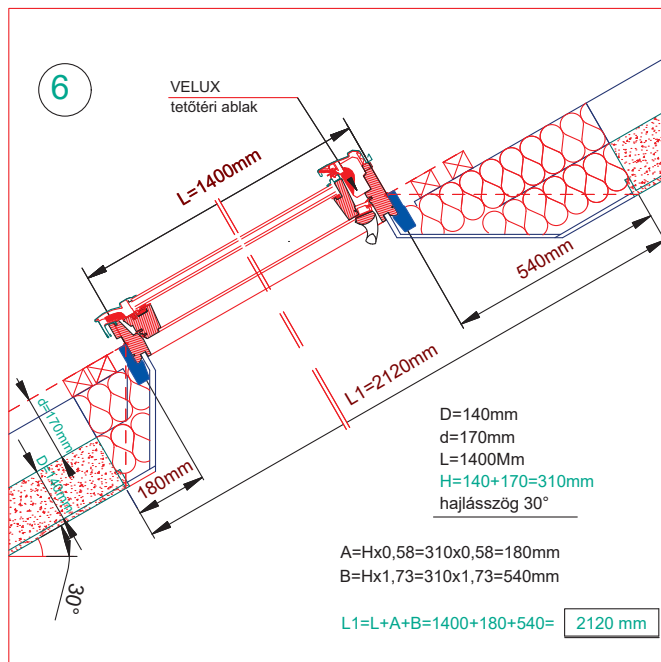 6
VELUX
tetőtéri ablak
L=1400mm
540mm
L1=2120mm
d=170mm
D=140mm
180mm
30°
D=140mm
d=170mm
L=1400Mm
H=140+170=310mm
hajlásszög 30°
A=Hx0,58=310x0,58=180mm
B=Hx1,73=310x1,73=540mm
L1=L+A+B=1400+180+540= 2120 mm